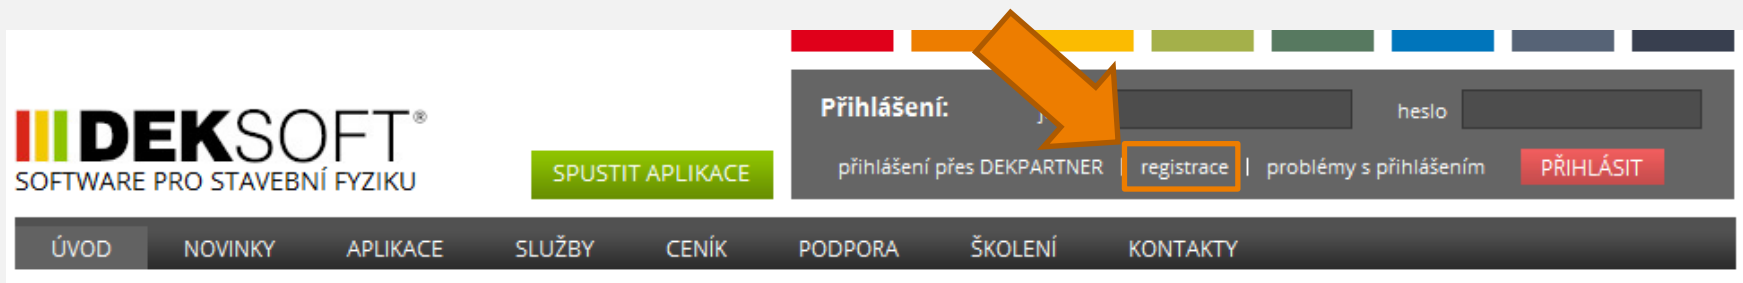 DEKSOFT®
SOFTWARE PRO STAVEBNÍ FYZIKU
SPUSTIT APLIKACE
Přihlášení:
heslo
přihlášení přes DEKPARTNER | registrace | problémy s přihlášením
PŘIHLÁSIT
ÚVOD NOVINKY APLIKACE SLUŽBY CENÍK PODPORA ŠKOLENÍ KONTAKTY